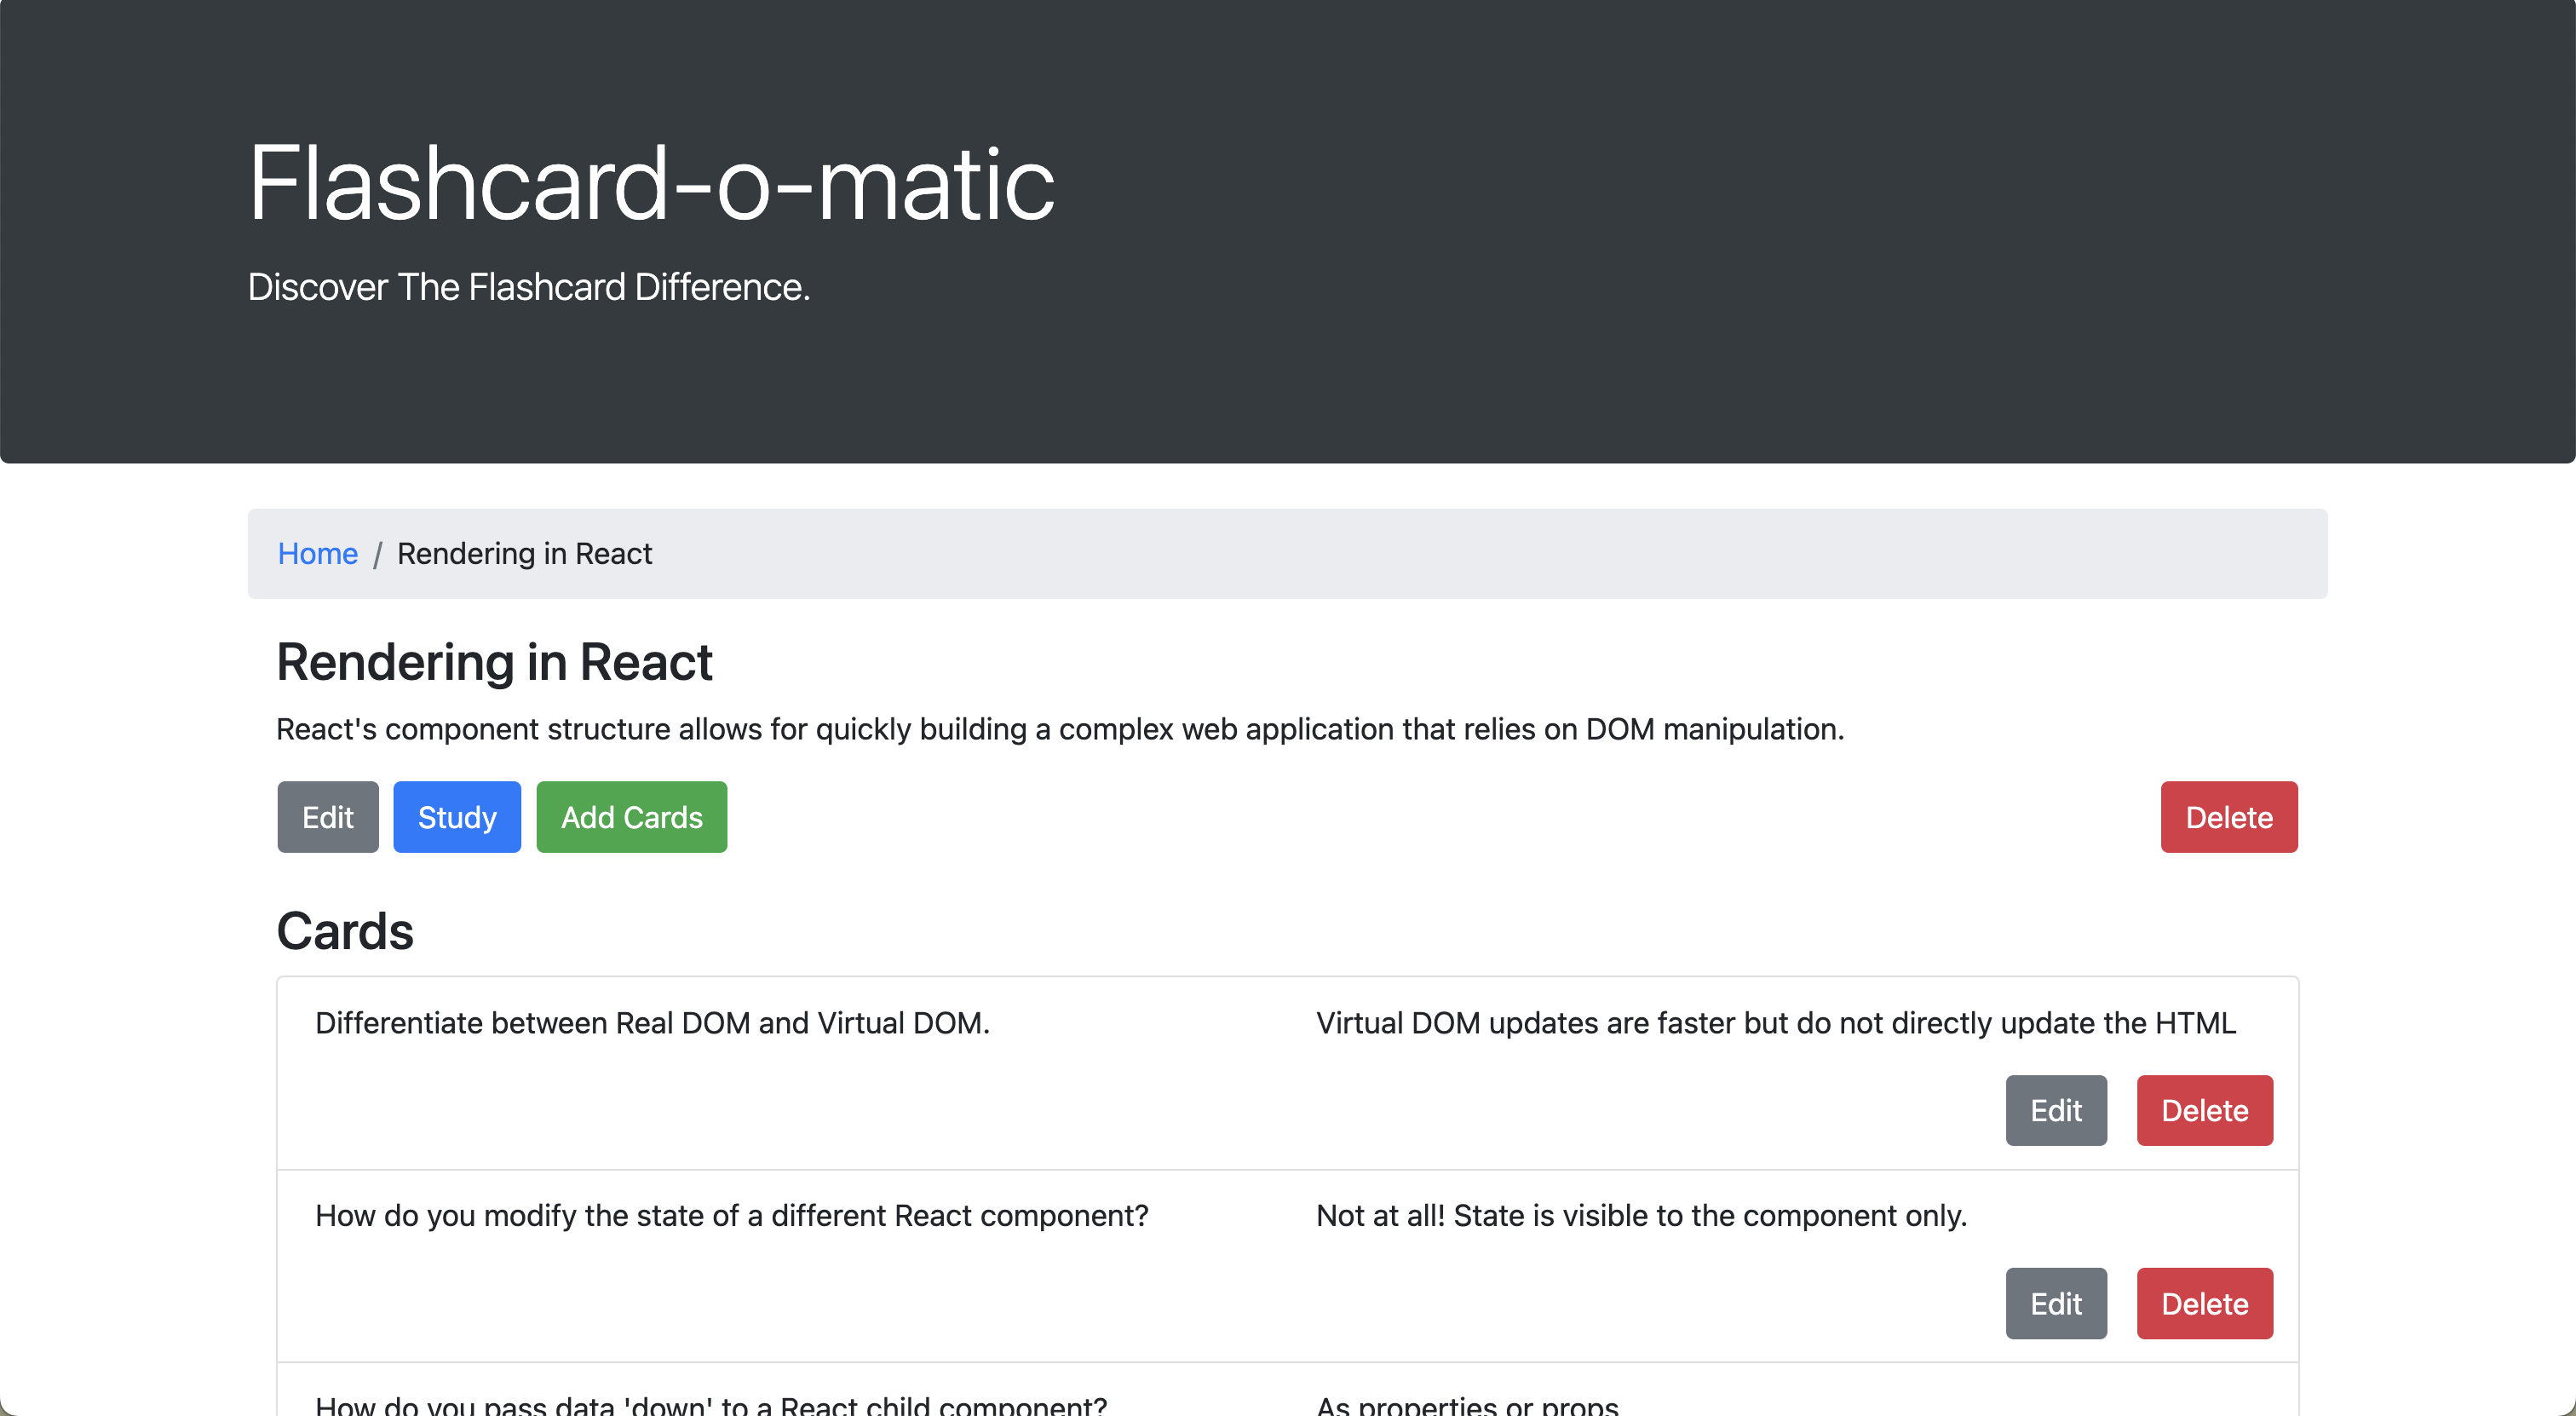 Flashcard-o-matic
Discover The Flashcard Difference.
Home / Rendering in React
Rendering in React
React's component structure allows for quickly building a complex web application that relies on DOM manipulation.
Edit Study Add Cards Delete
Cards
Differentiate between Real DOM and Virtual DOM. Virtual DOM updates are faster but do not directly update the HTML
Edit Delete
How do you modify the state of a different React component? Not at all! State is visible to the component only.
Edit Delete
How do you pass data 'down' to a React child component? As properties or props